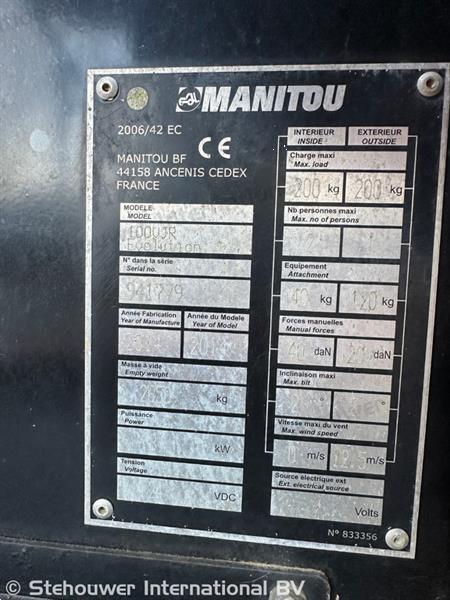 MANITOU
2006/42 EC
CE
MANITOU BF
44158 ANCENIS CEDEX
FRANCE
MODELE
MODEL
100VJR
Evolution
N° dans la série
Serial no.
941279
Année Fabrication
Year of Manufacture
Année du Modele
Year of Model
Masse à vide
Empty weight
kg
Puissance
Power
kW
Tension
Voltage
VDC
INTERIEUR
INSIDE
EXTERIEUR
OUTSIDE
Charge maxi
Max. load
200 kg
200 kg
Nb personnes maxi
Max. no of persons
Equipement
Attachment
40 kg
120 kg
Forces manuelles
Manual forces
40 daN
daN
Inclinaison maxi
Max. tilt
°
°
Vitesse maxi du vent
Max. wind speed
m/s
12.5 m/s
Source électrique ext
Ext. electrical source
Volts
N° 833356
© Stehouwer International BV